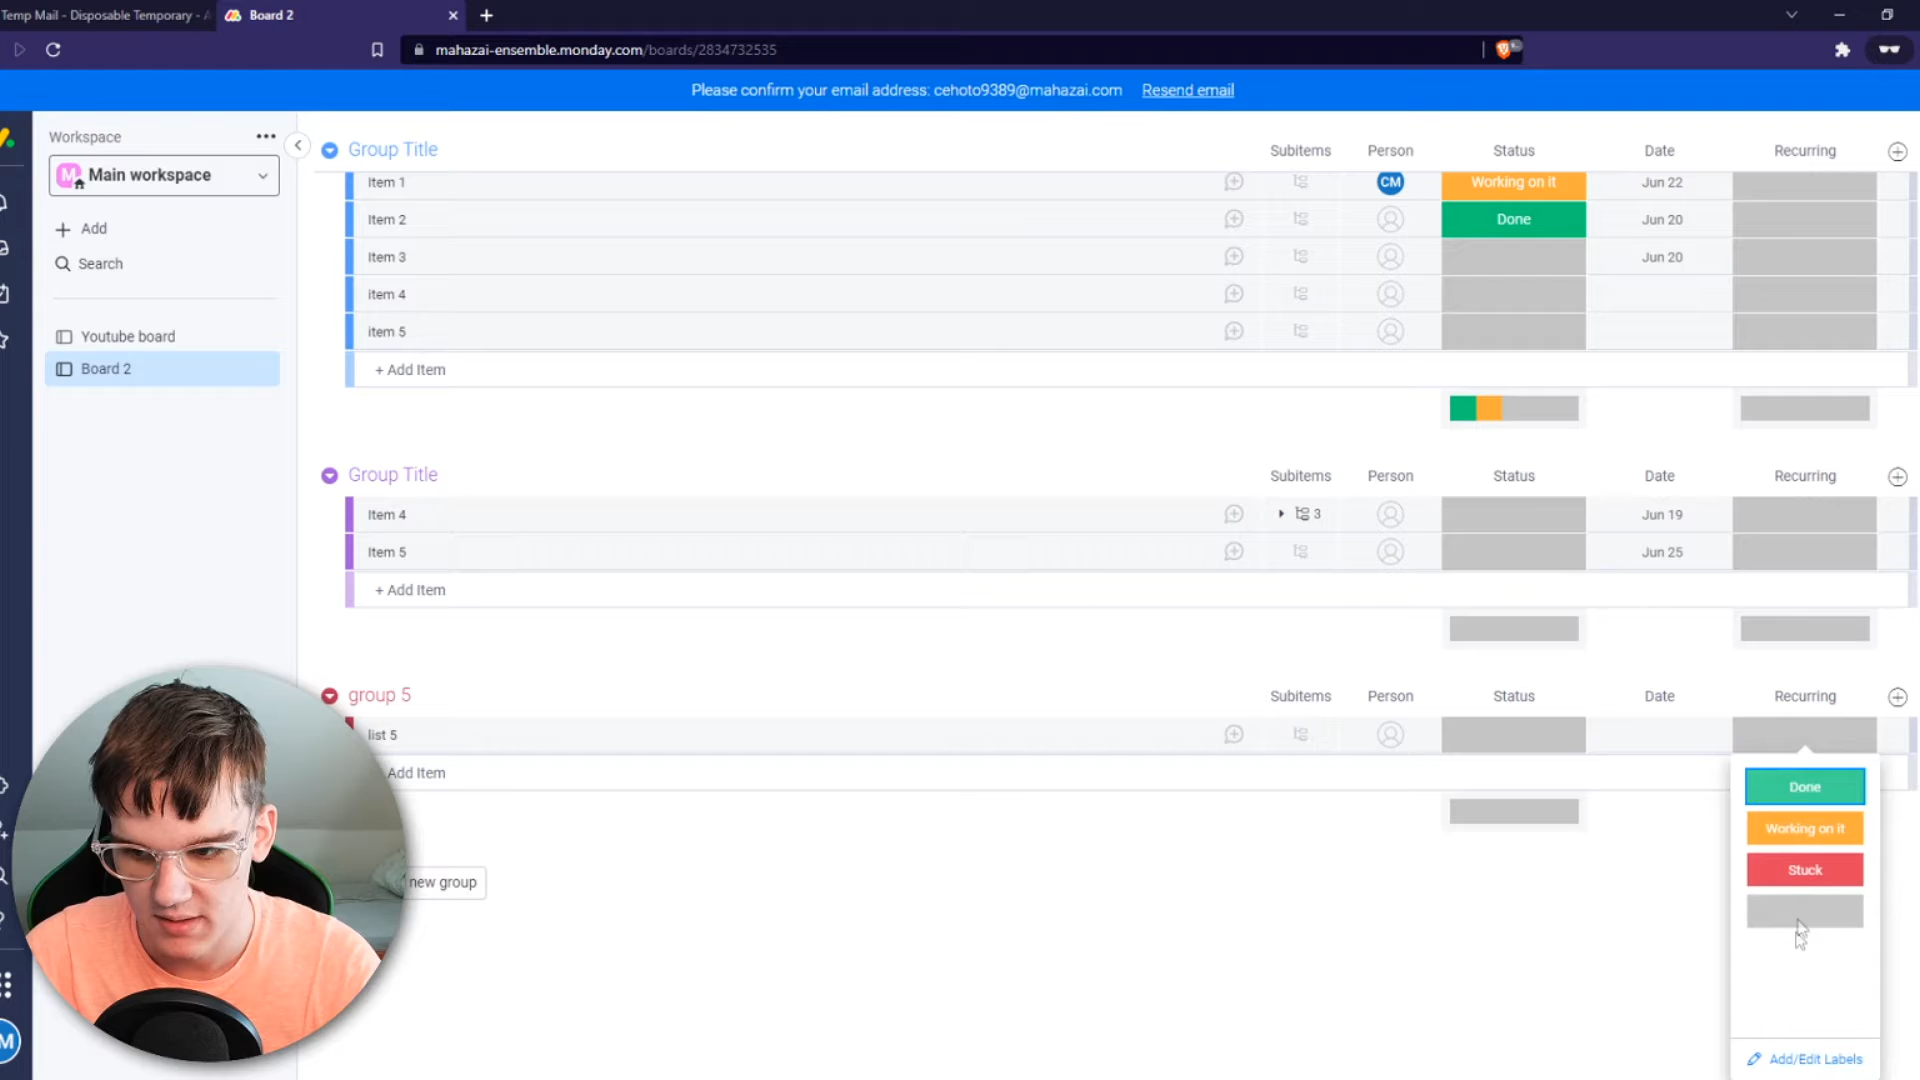 Temp Mail - Disposable Temporary -
Board 2
mahazai-ensemble.monday.com/boards/2834732535
Please confirm your email address: cehoto9389@mahazai.com Resend email
Workspace
M Main workspace
Add
Search
Youtube board
Board 2
Group Title Subitems Person Status Date Recurring
Item 1 CM Working on it Jun 22
Item 2 Done Jun 20
Item 3 Jun 20
item 4
item 5
+ Add Item
Group Title Subitems Person Status Date Recurring
Item 4 3 Jun 19
Item 5 Jun 25
+ Add Item
group 5 Subitems Person Status Date Recurring
list 5
Add Item
Done
Working on it
Stuck
new group
Add/Edit Labels
M